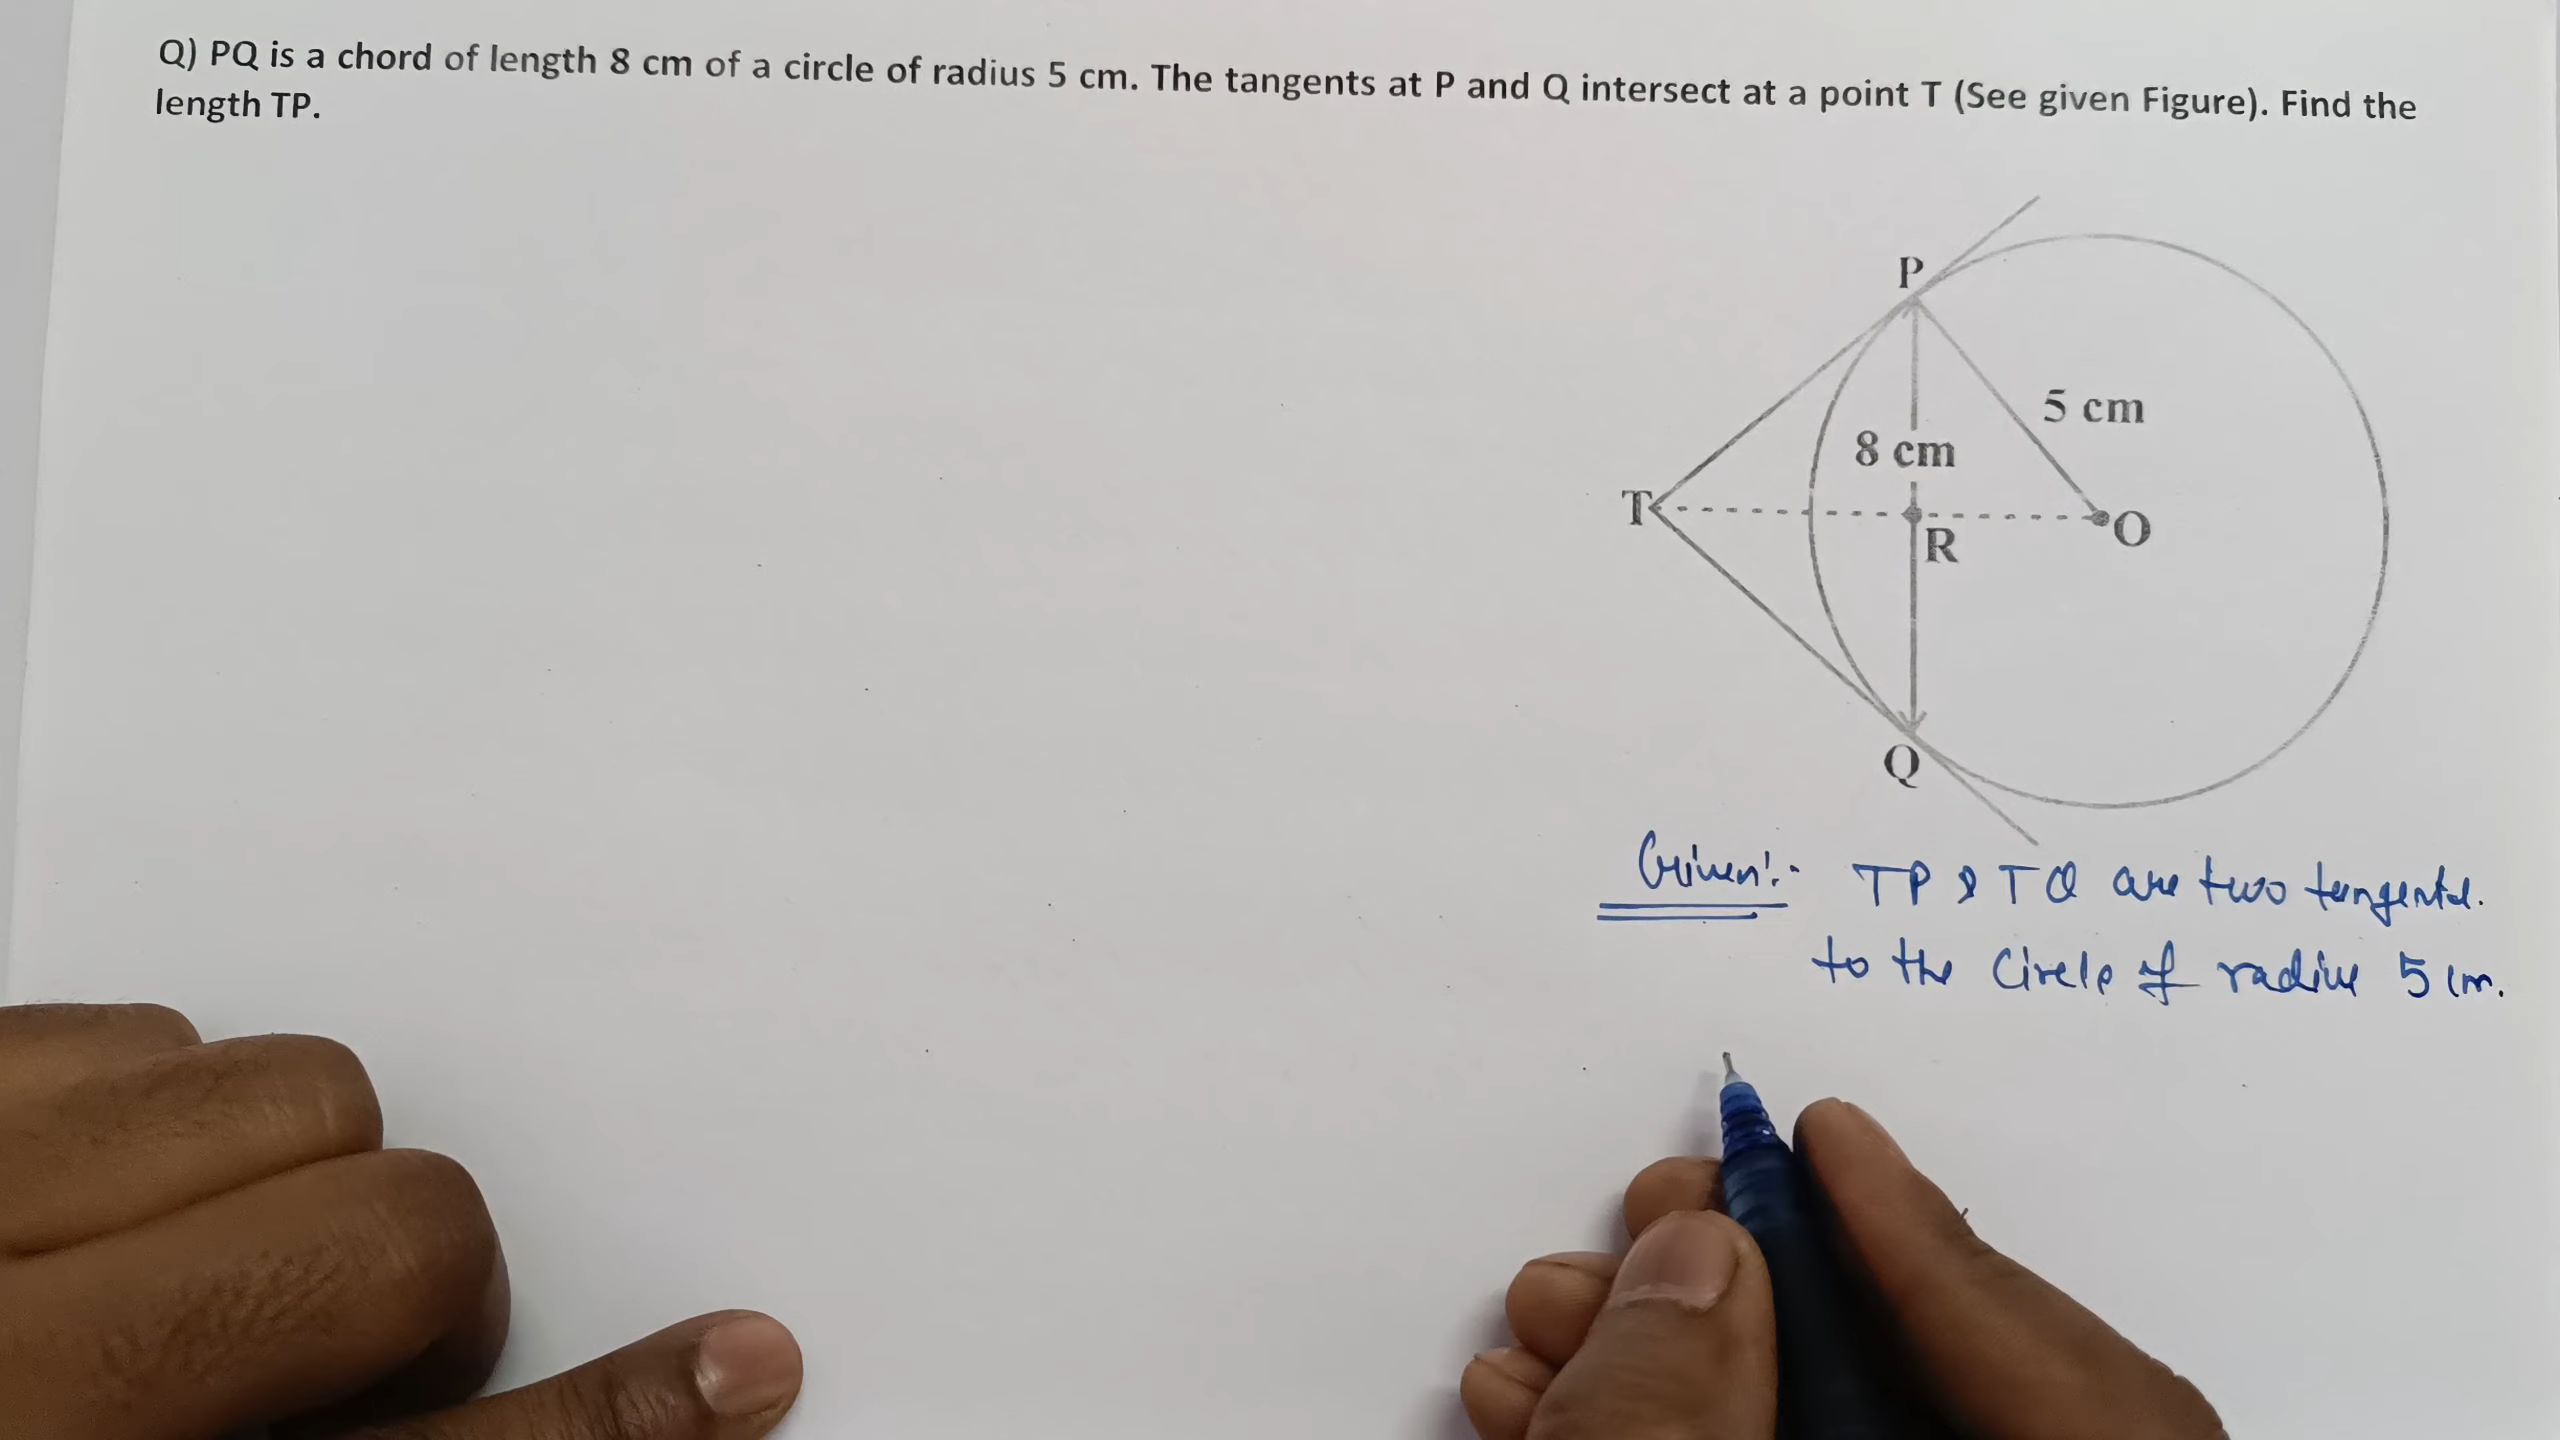 Q) PQ is a chord of length 8 cm of a circle of radius 5 cm. The tangents at P and Q intersect at a point T (See given Figure). Find the
length TP.
P
5 cm
8 cm
T
R
O
Q
Given:- TP & TQ are two tangents.
to the Circle of radius 5 cm.